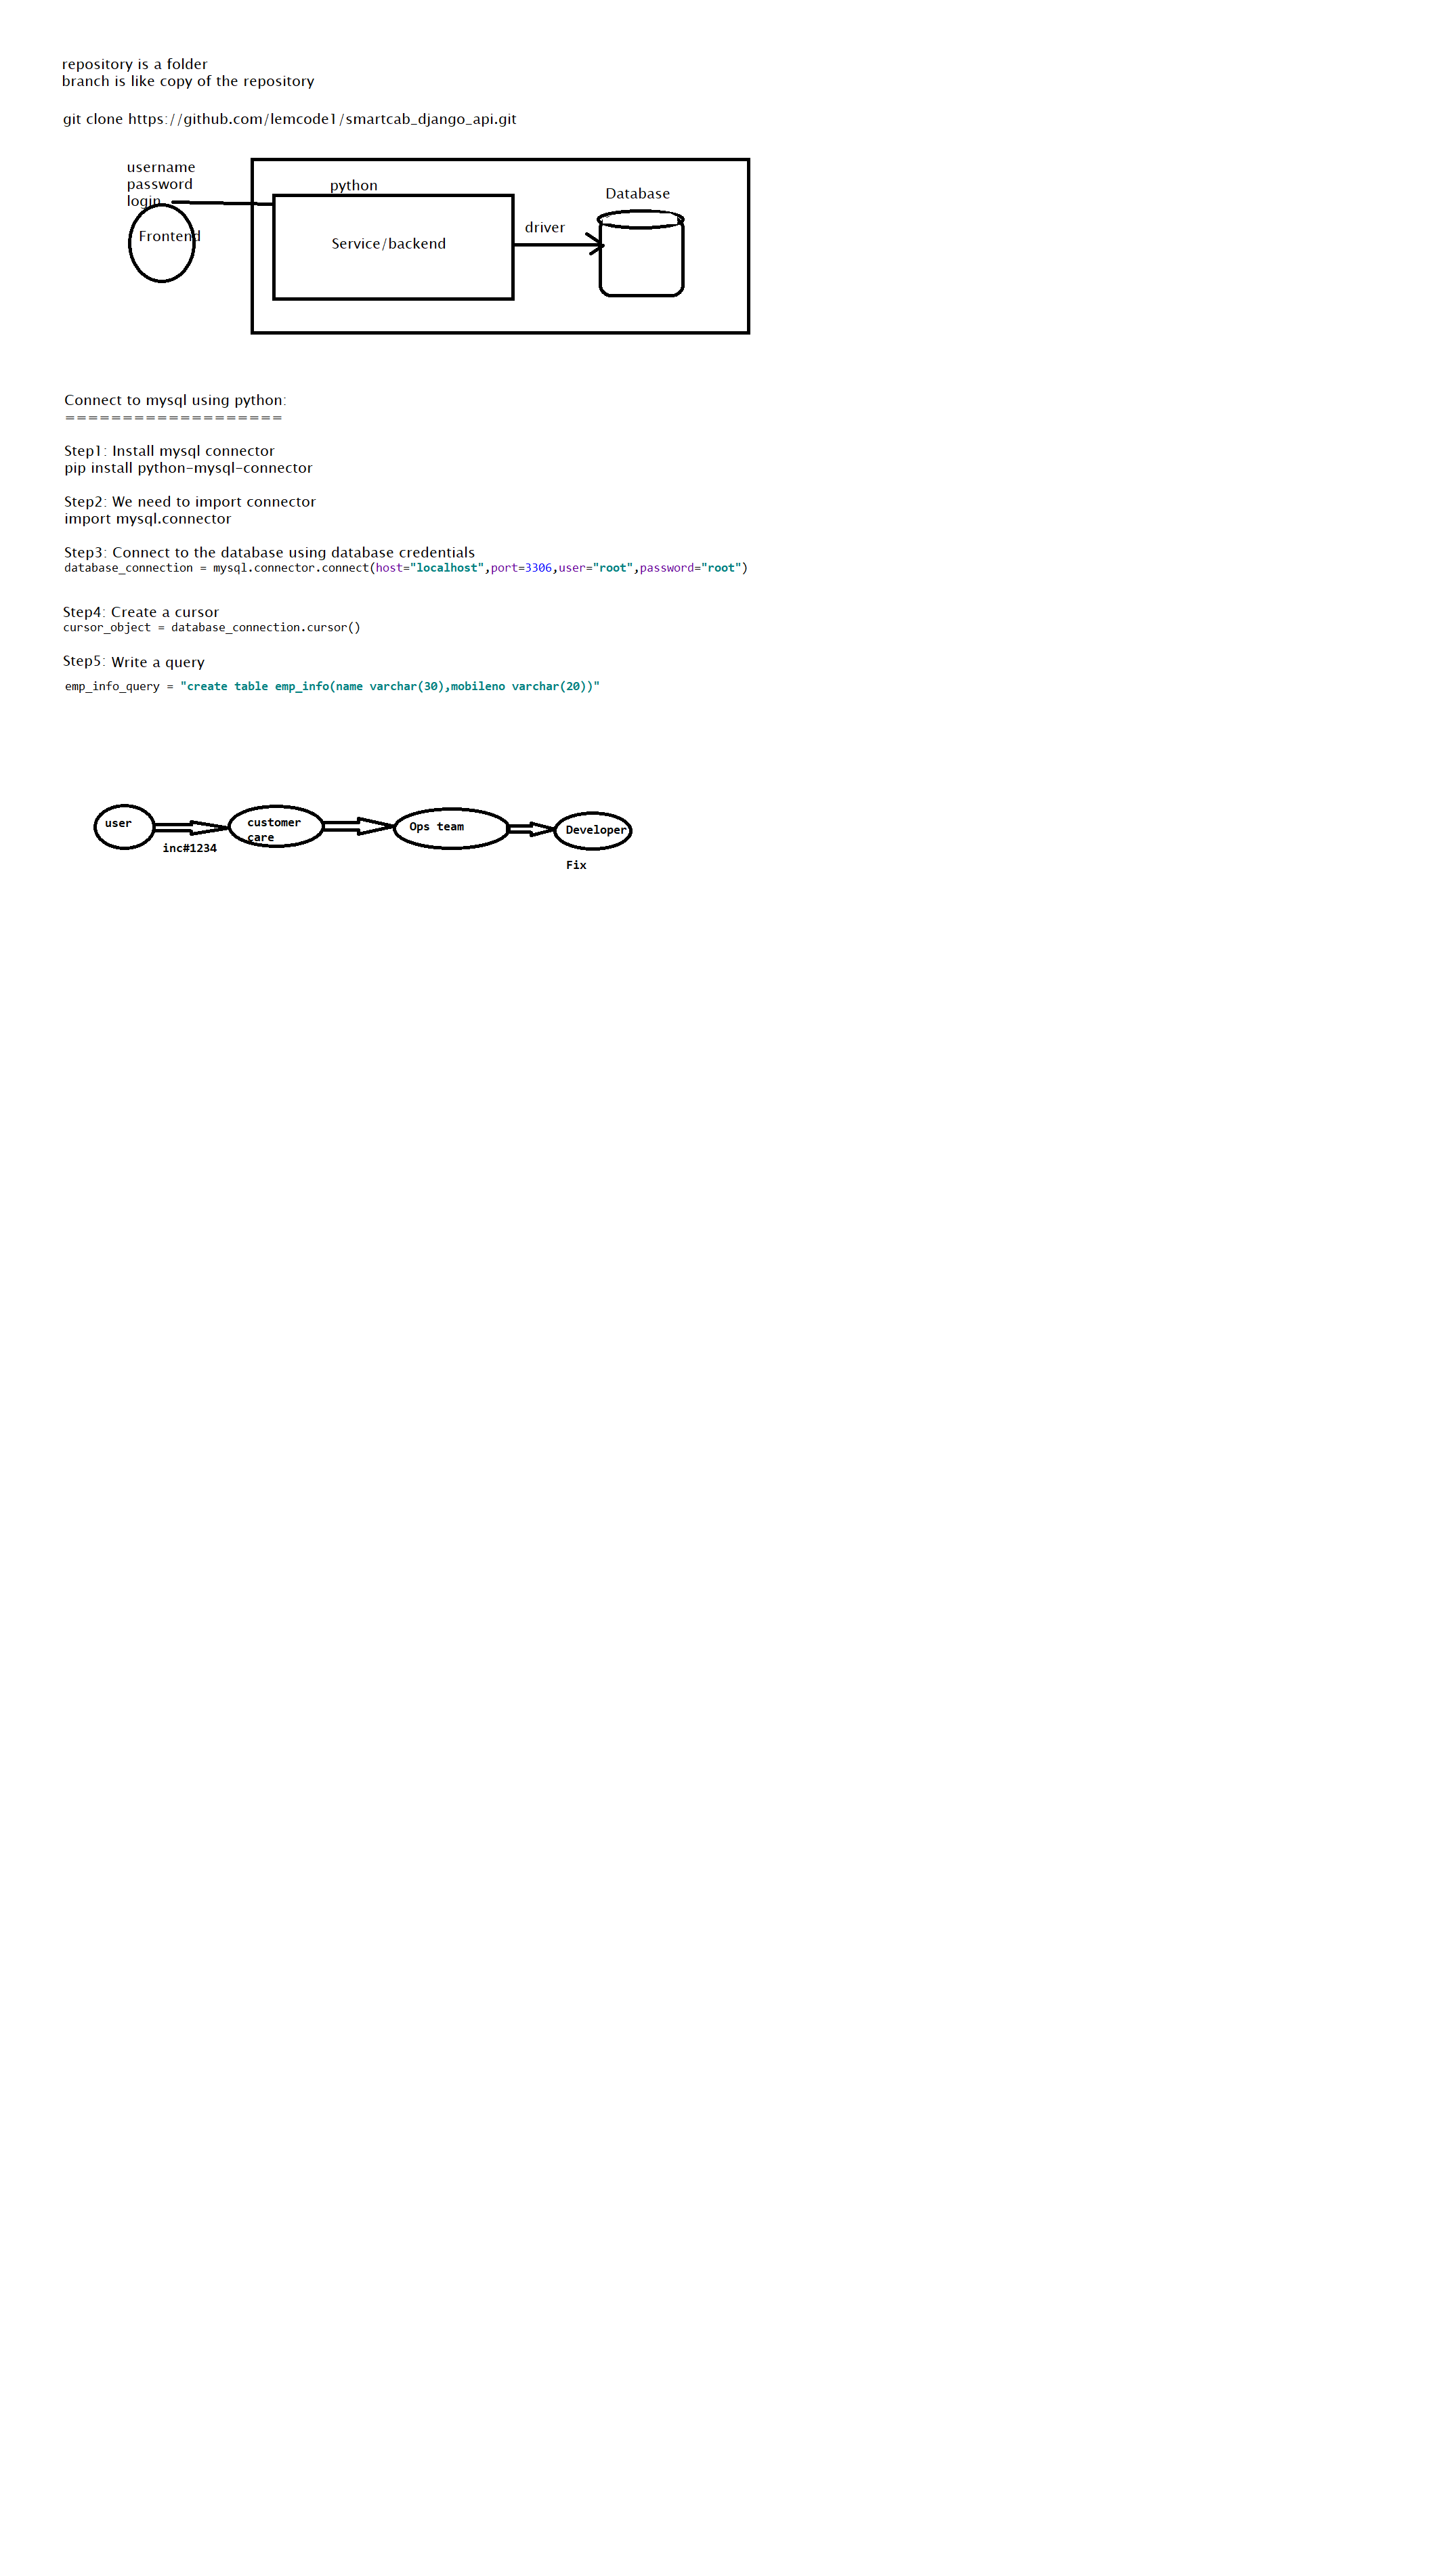 repository is a folder
branch is like copy of the repository
git clone https://github.com/lemcode1/smartcab_django_api.git
username
password
login
Frontend
python
Service/backend
driver
Database
Connect to mysql using python:
===================
Step1: Install mysql connector
pip install python-mysql-connector
Step2: We need to import connector
import mysql.connector
Step3: Connect to the database using database credentials
database_connection = mysql.connector.connect(host="localhost",port=3306,user="root",password="root")
Step4: Create a cursor
cursor_object = database_connection.cursor()
Step5: Write a query
emp_info_query = "create table emp_info(name varchar(30),mobileno varchar(20))"
user
inc#1234
customer
care
Ops team
Developer
Fix